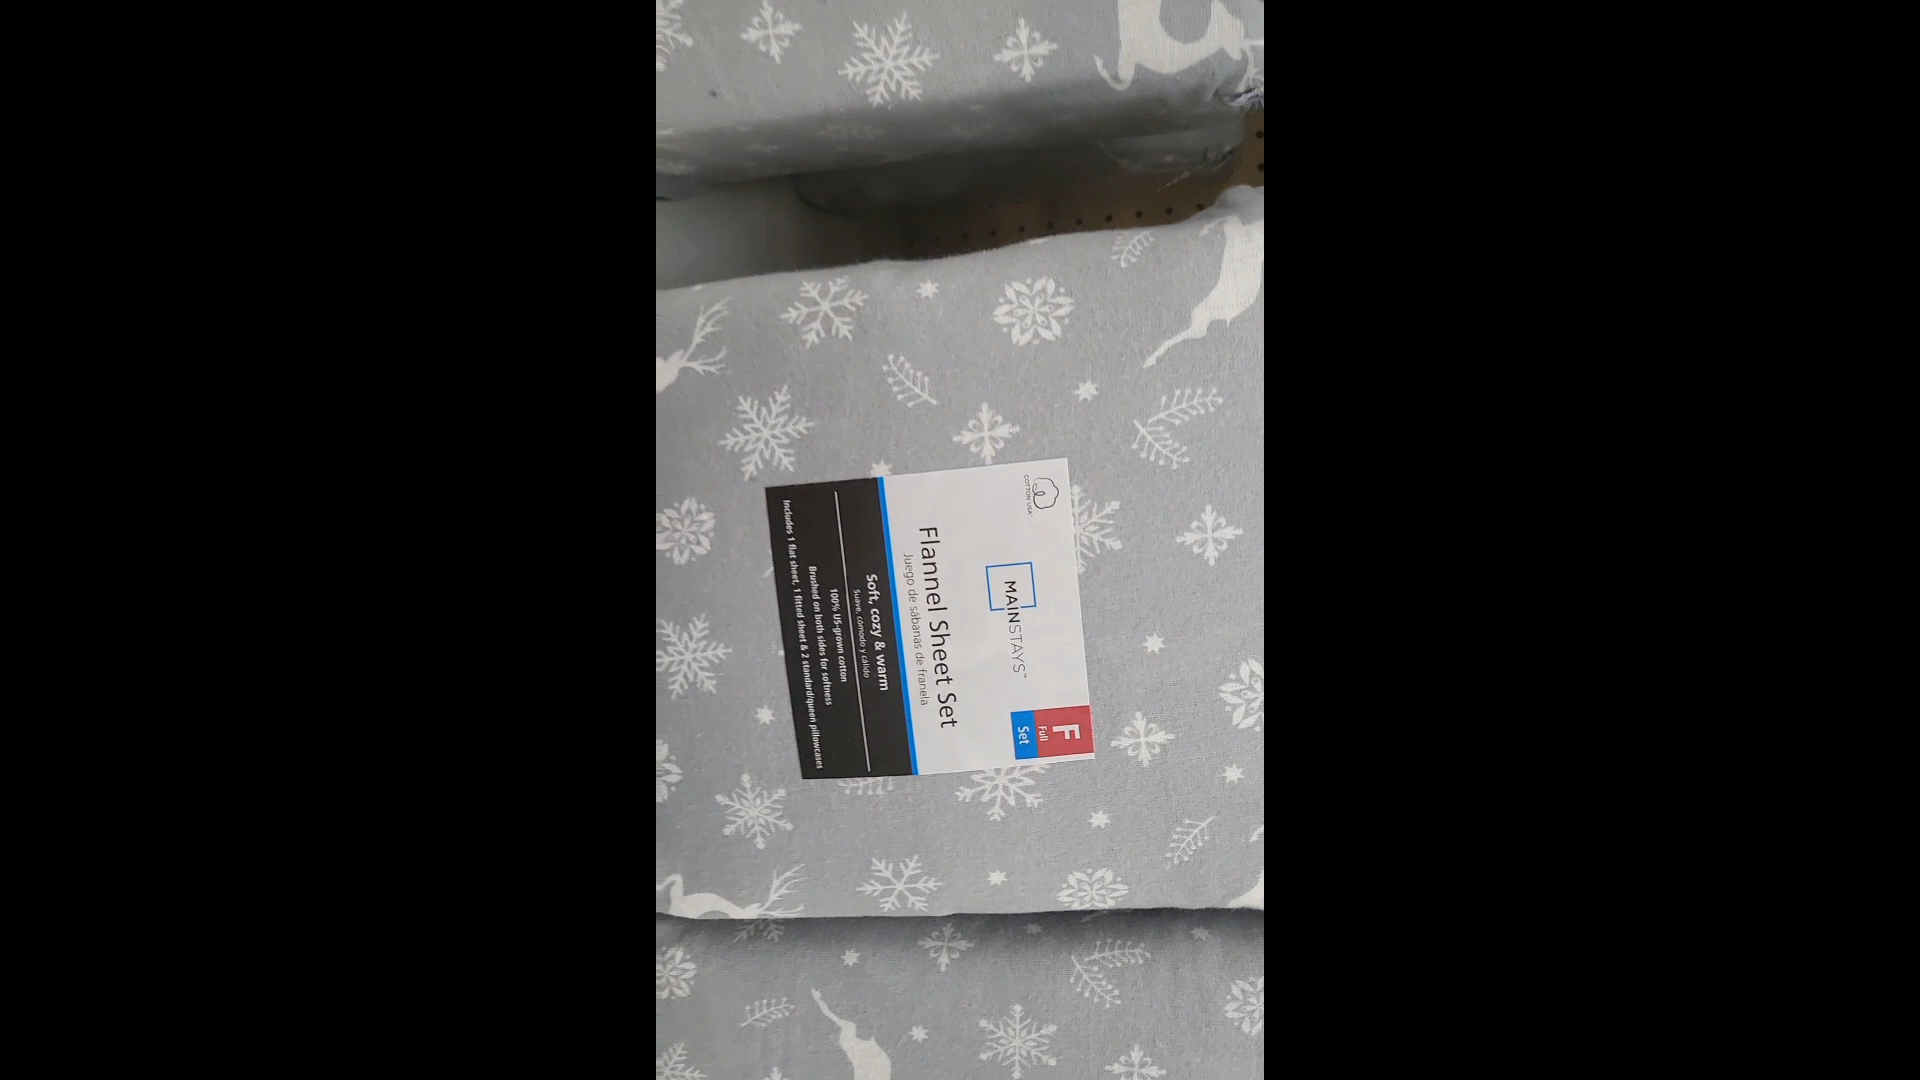 COTTON USA
MAINSTAYS™
F
Full
Set
Flannel Sheet Set
Juego de sábanas de franela
Soft, cozy & warm
Suave, cómodo y cálido
100% US-grown cotton
Brushed on both sides for softness
Includes 1 flat sheet, 1 fitted sheet & 2 standard/queen pillowcases